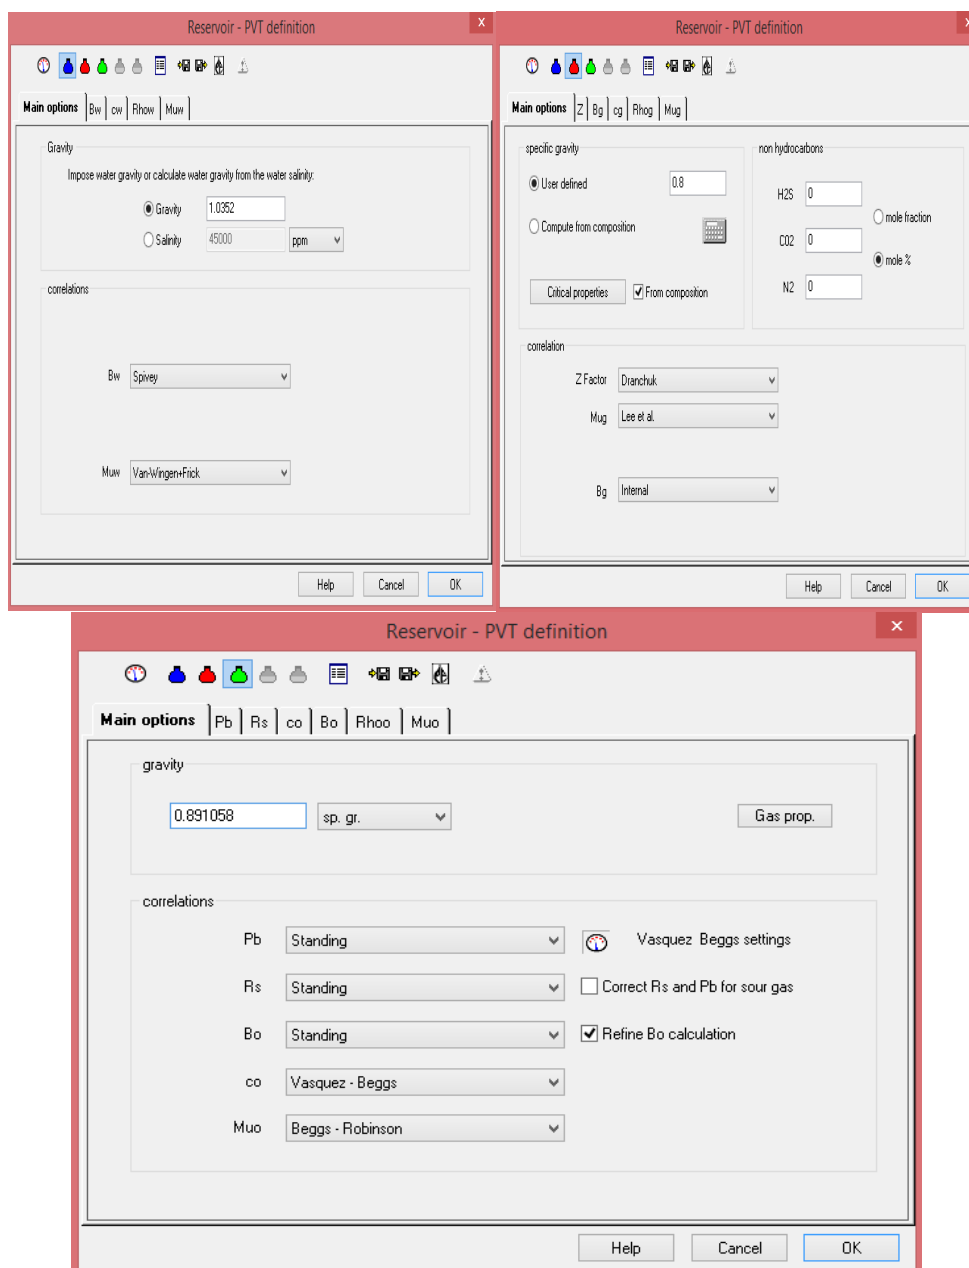 Reservoir - PVT definition
x
Main options Bw cw Rhow Muw
Gravity
Impose water gravity or calculate water gravity from the water salinity:
Gravity 1.0352
Salinity 45000 ppm
correlations
Bw Spivey
Muw Van-Wingen+Frick
Help Cancel OK
Reservoir - PVT definition
x
Main options Z Bg cg Rhog Mug
specific gravity
User defined 0.8
Compute from composition
Critical properties From composition
non hydrocarbons
H2S 0
mole fraction
CO2 0
mole %
N2 0
correlation
Z Factor Dranchuk
Mug Lee et al.
Bg Internal
Help Cancel OK
Reservoir - PVT definition
x
Main options Pb Rs co Bo Rhoo Muo
gravity
0.891058 sp. gr. Gas prop.
correlations
Pb Standing Vasquez Beggs settings
Rs Standing Correct Rs and Pb for sour gas
Bo Standing Refine Bo calculation
co Vasquez - Beggs
Muo Beggs - Robinson
Help Cancel OK